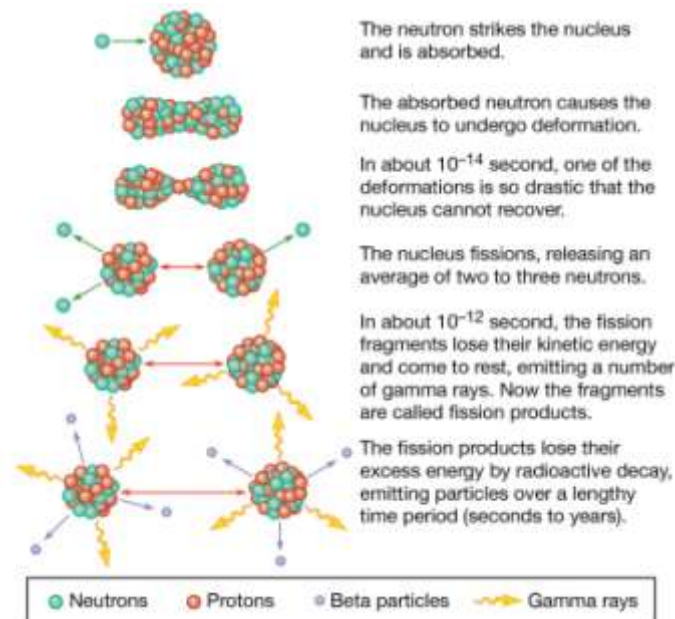 The neutron strikes the nucleus
and is absorbed.
The absorbed neutron causes the
nucleus to undergo deformation.
In about 10⁻¹⁴ second, one of the
deformations is so drastic that the
nucleus cannot recover.
The nucleus fissions, releasing an
average of two to three neutrons.
In about 10⁻¹² second, the fission
fragments lose their kinetic energy
and come to rest, emitting a number
of gamma rays. Now the fragments
are called fission products.
The fission products lose their
excess energy by radioactive decay,
emitting particles over a lengthy
time period (seconds to years).
Neutrons Protons Beta particles Gamma rays